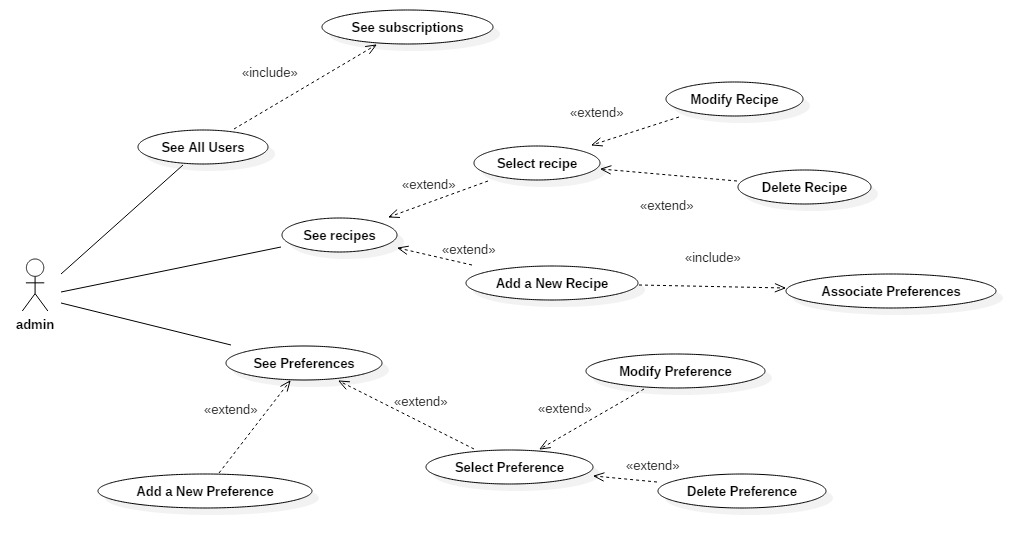 See subscriptions
«include»
Modify Recipe
«extend»
See All Users
Select recipe
«extend»
Delete Recipe
«extend»
See recipes
«extend»
«include»
Add a New Recipe
Associate Preferences
admin
See Preferences
Modify Preference
«extend»
«extend»
«extend»
Select Preference
«extend»
Add a New Preference
Delete Preference